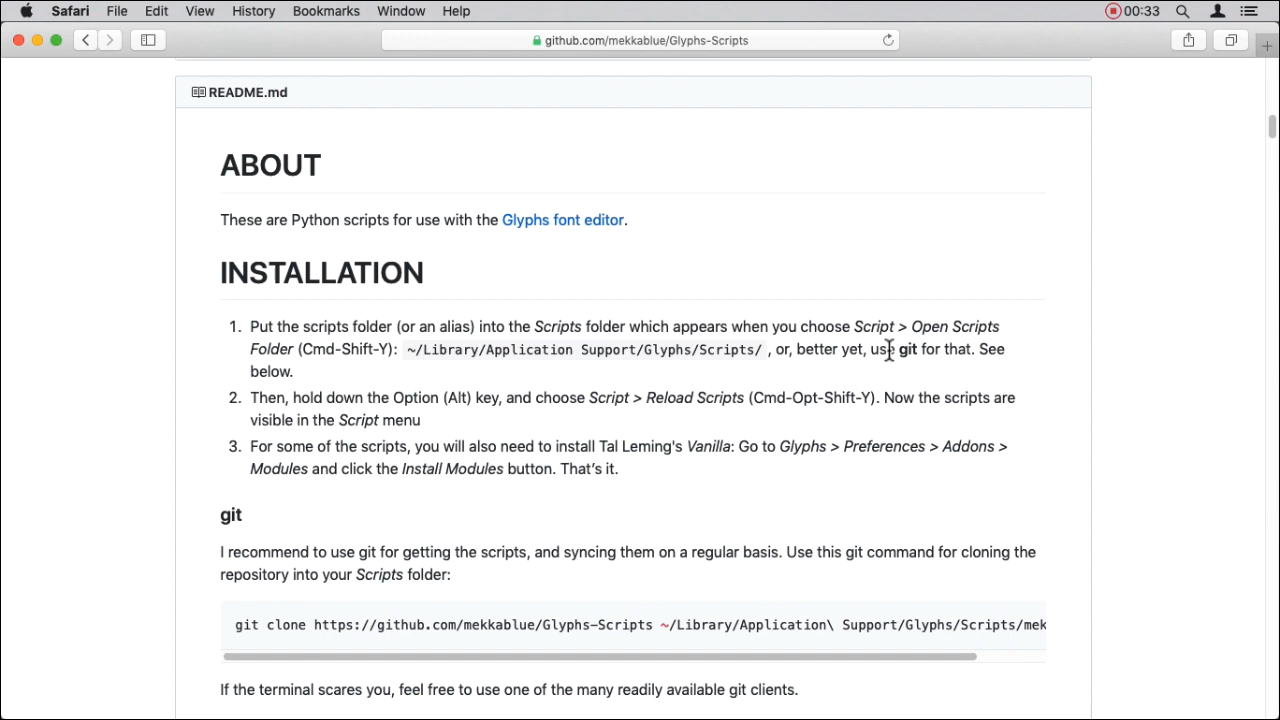 Safari File Edit View History Bookmarks Window Help 00:33
github.com/mekkablue/Glyphs-Scripts
README.md
ABOUT
These are Python scripts for use with the Glyphs font editor.
INSTALLATION
1. Put the scripts folder (or an alias) into the Scripts folder which appears when you choose Script > Open Scripts
Folder (Cmd-Shift-Y): ~/Library/Application Support/Glyphs/Scripts/ , or, better yet, use git for that. See
below.
2. Then, hold down the Option (Alt) key, and choose Script > Reload Scripts (Cmd-Opt-Shift-Y). Now the scripts are
visible in the Script menu
3. For some of the scripts, you will also need to install Tal Leming's Vanilla: Go to Glyphs > Preferences > Addons >
Modules and click the Install Modules button. That’s it.
git
I recommend to use git for getting the scripts, and syncing them on a regular basis. Use this git command for cloning the
repository into your Scripts folder:
git clone https://github.com/mekkablue/Glyphs-Scripts ~/Library/Application\ Support/Glyphs/Scripts/mek
If the terminal scares you, feel free to use one of the many readily available git clients.